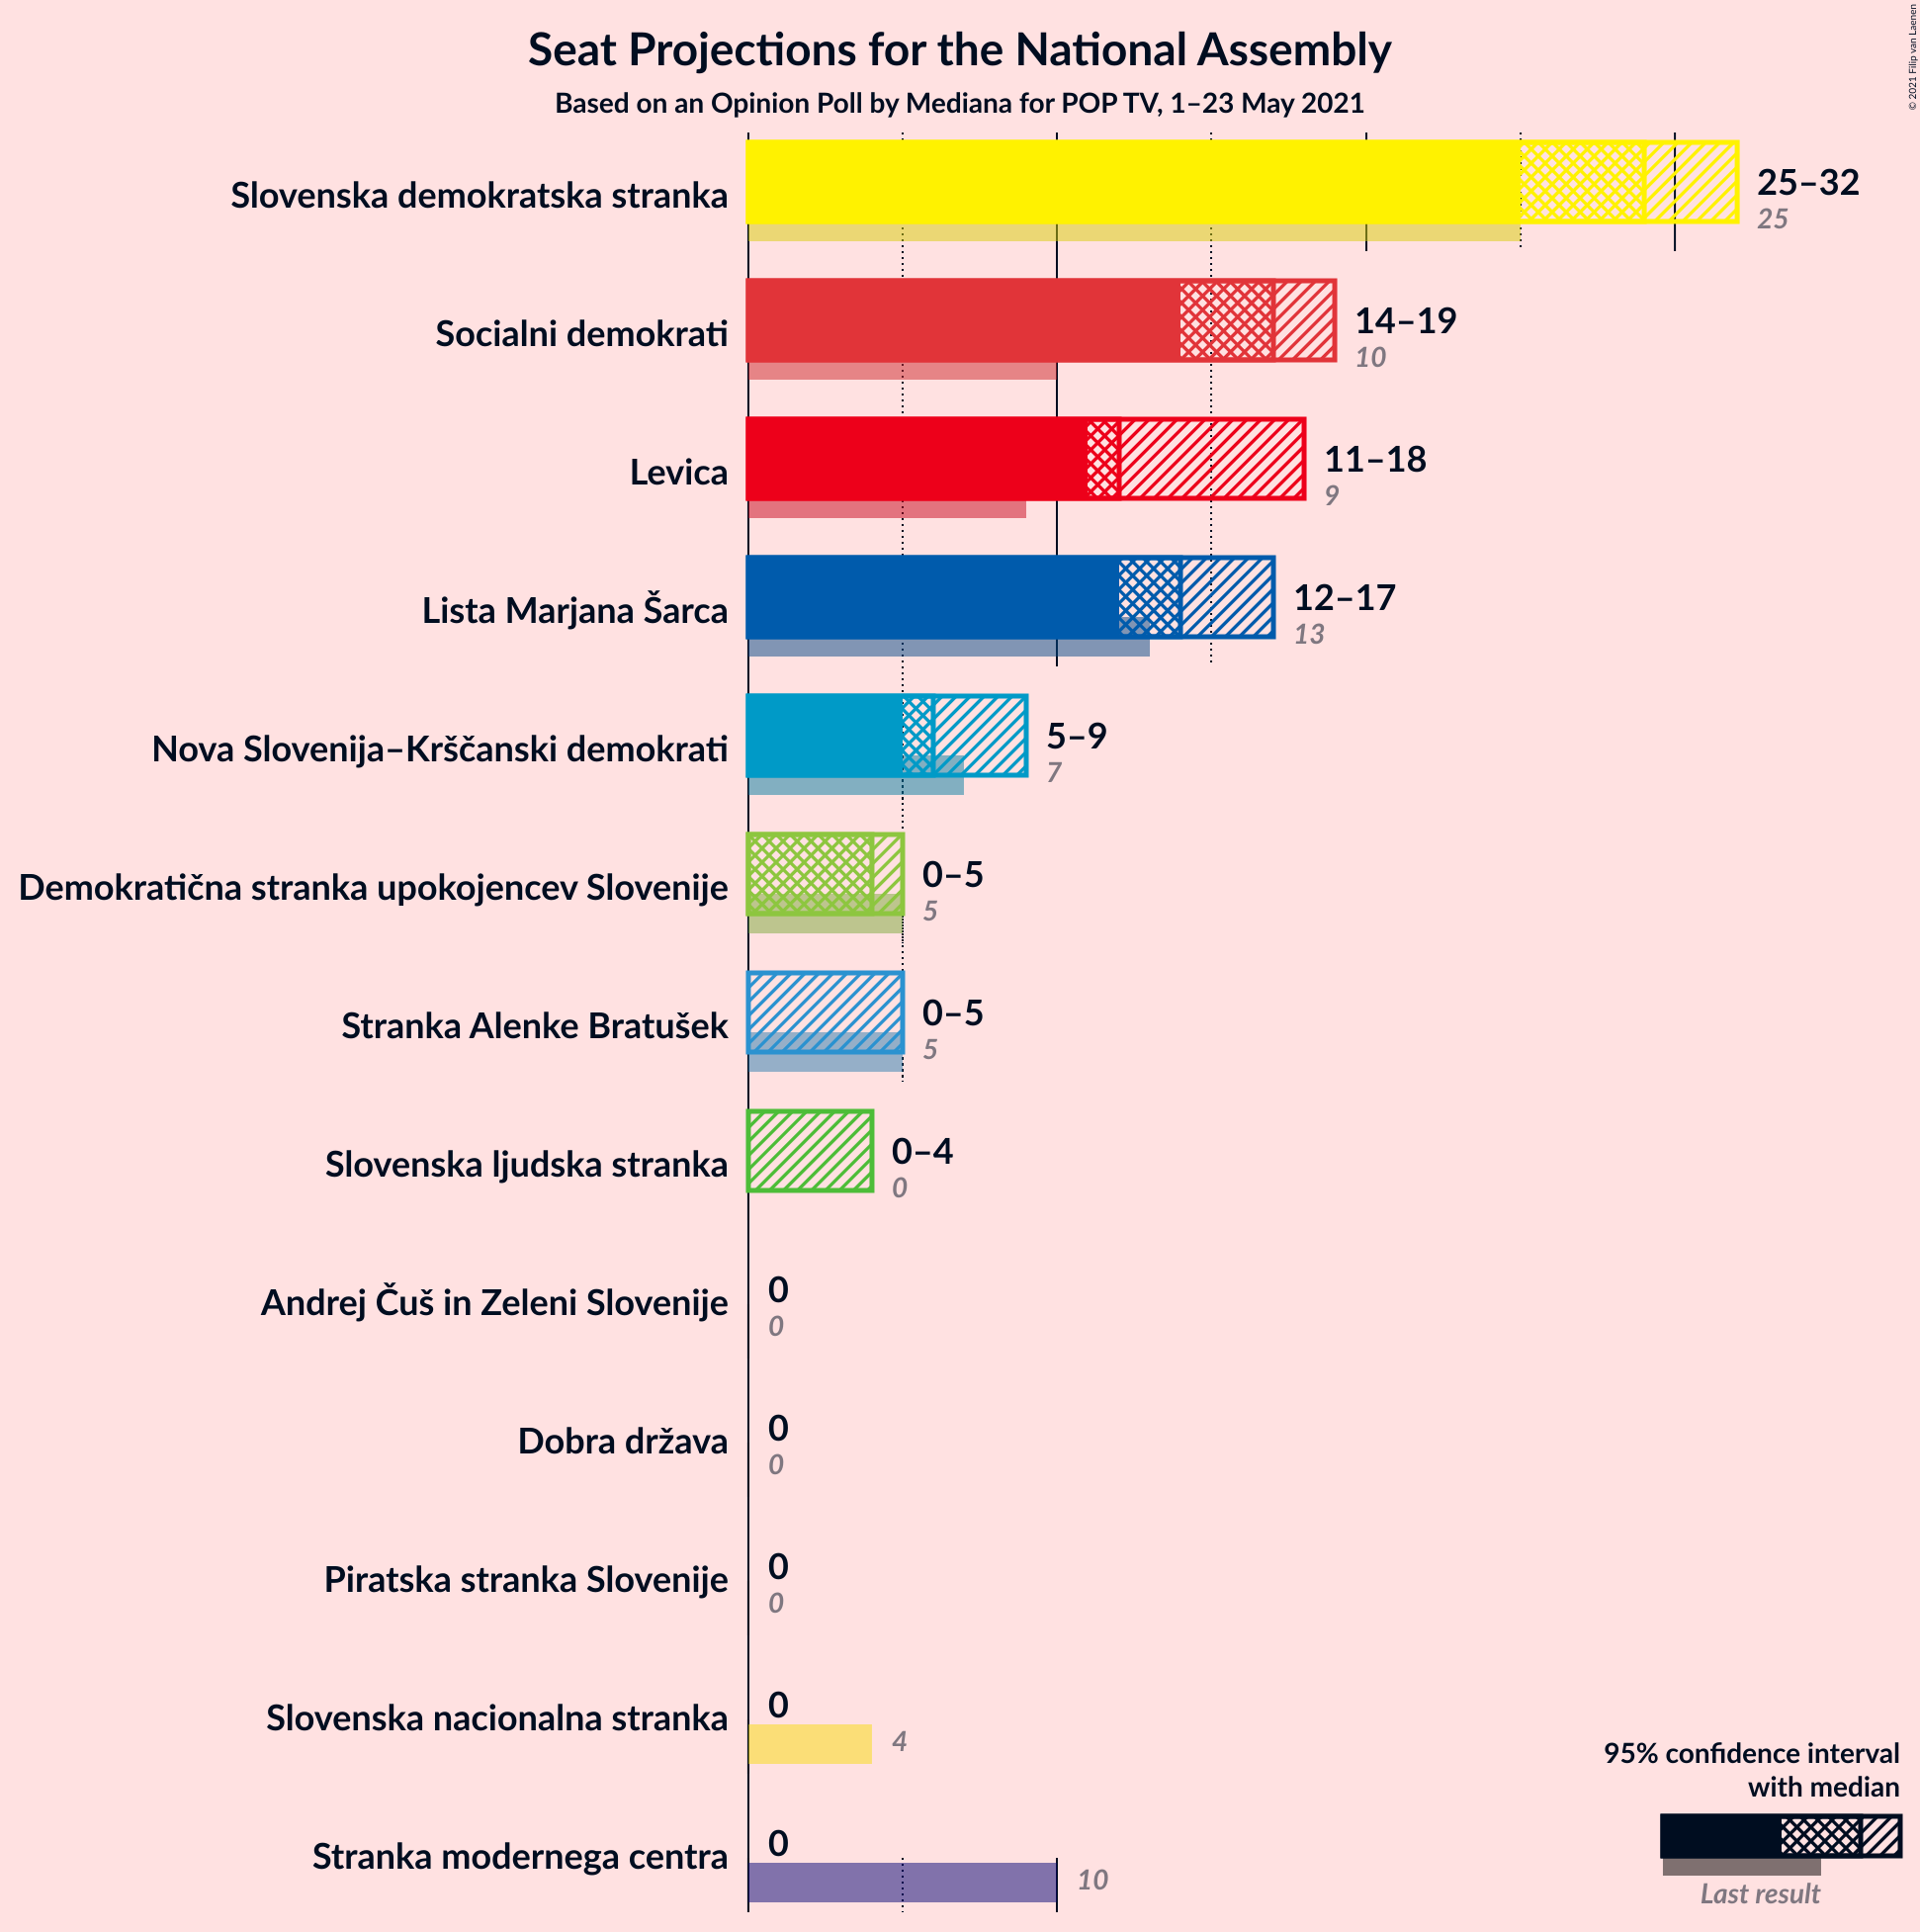 Seat Projections for the National Assembly
Based on an Opinion Poll by Mediana for POP TV, 1–23 May 2021
© 2021 Filip van Laenen
Slovenska demokratska stranka
25–32
25
Socialni demokrati
14–19
10
Levica
11–18
9
Lista Marjana Šarca
12–17
13
Nova Slovenija–Krščanski demokrati
5–9
7
Demokratična stranka upokojencev Slovenije
0–5
5
Stranka Alenke Bratušek
0–5
5
Slovenska ljudska stranka
0–4
0
Andrej Čuš in Zeleni Slovenije
0
0
Dobra država
0
0
Piratska stranka Slovenije
0
0
Slovenska nacionalna stranka
0
4
Stranka modernega centra
0
10
95% confidence interval
with median
Last result